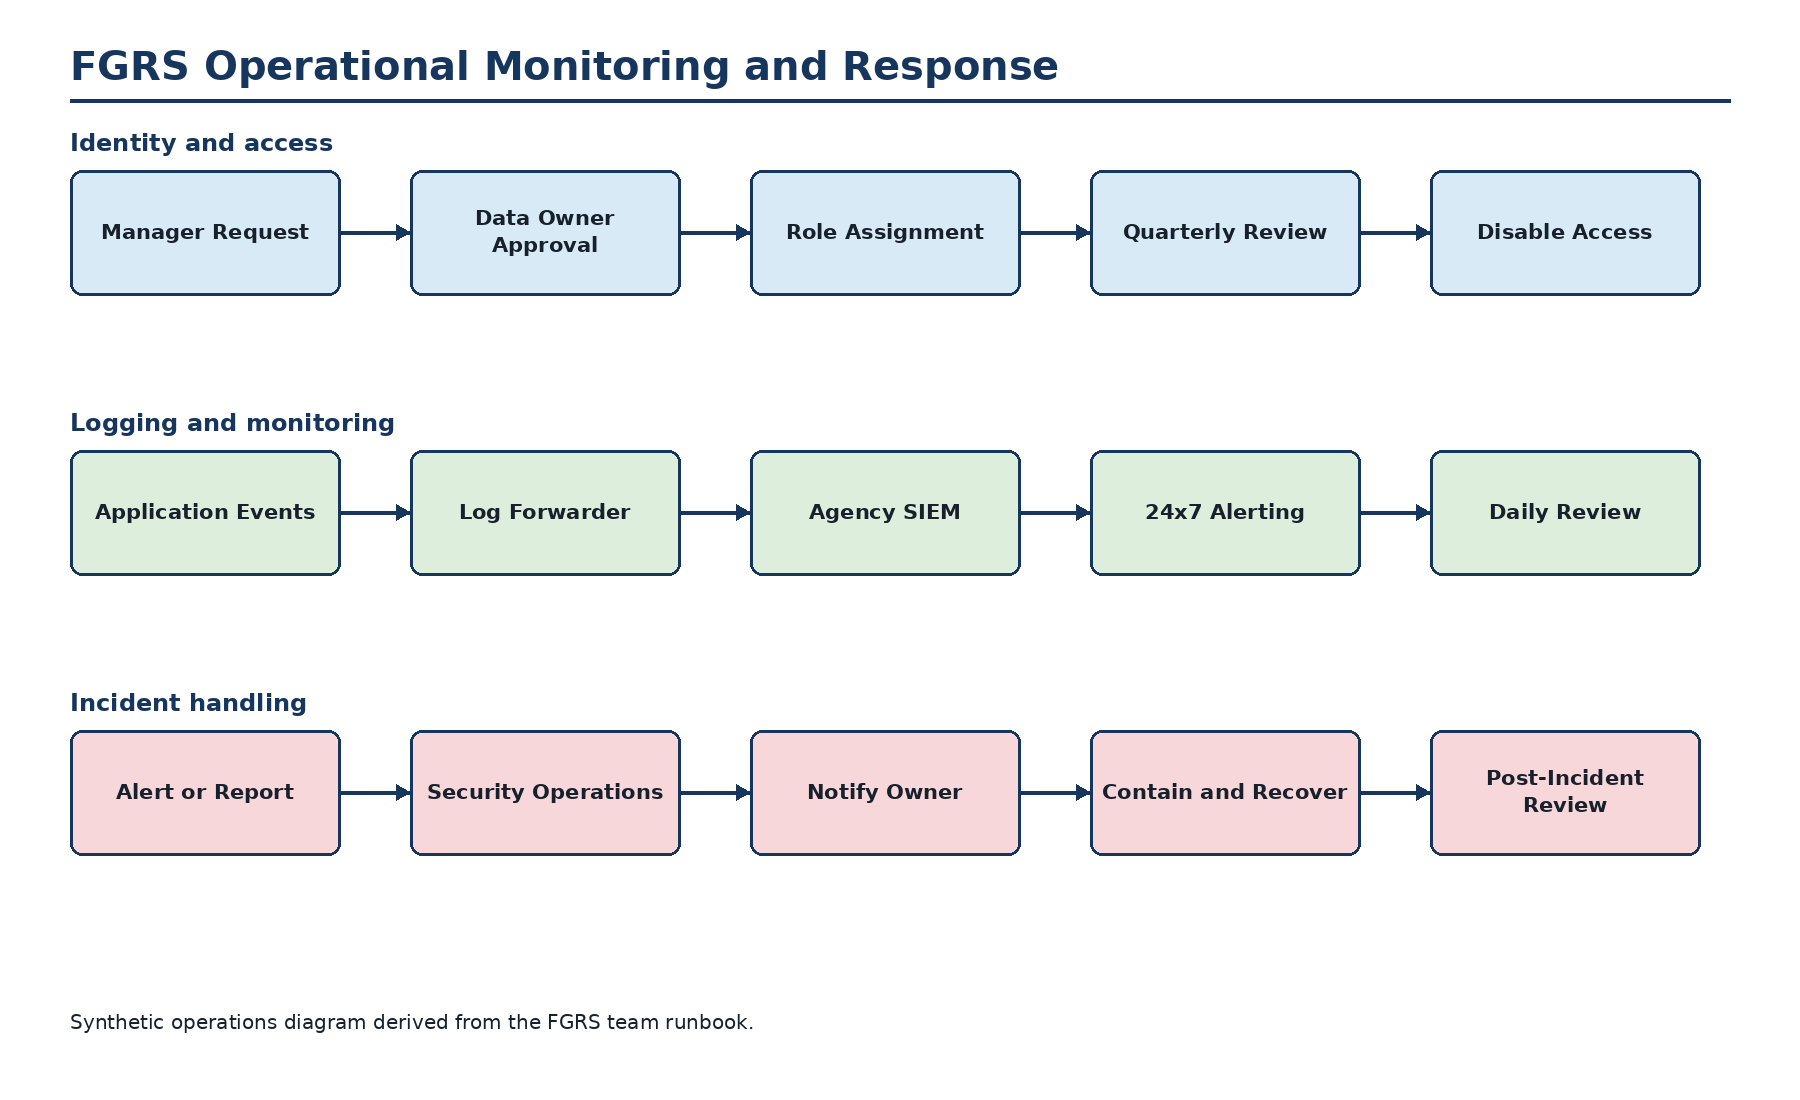 FGRS Operational Monitoring and Response
Identity and access
Manager Request
Data Owner
Approval
Role Assignment
Quarterly Review
Disable Access
Logging and monitoring
Application Events
Log Forwarder
Agency SIEM
24x7 Alerting
Daily Review
Incident handling
Alert or Report
Security Operations
Notify Owner
Contain and Recover
Post-Incident
Review
Synthetic operations diagram derived from the FGRS team runbook.